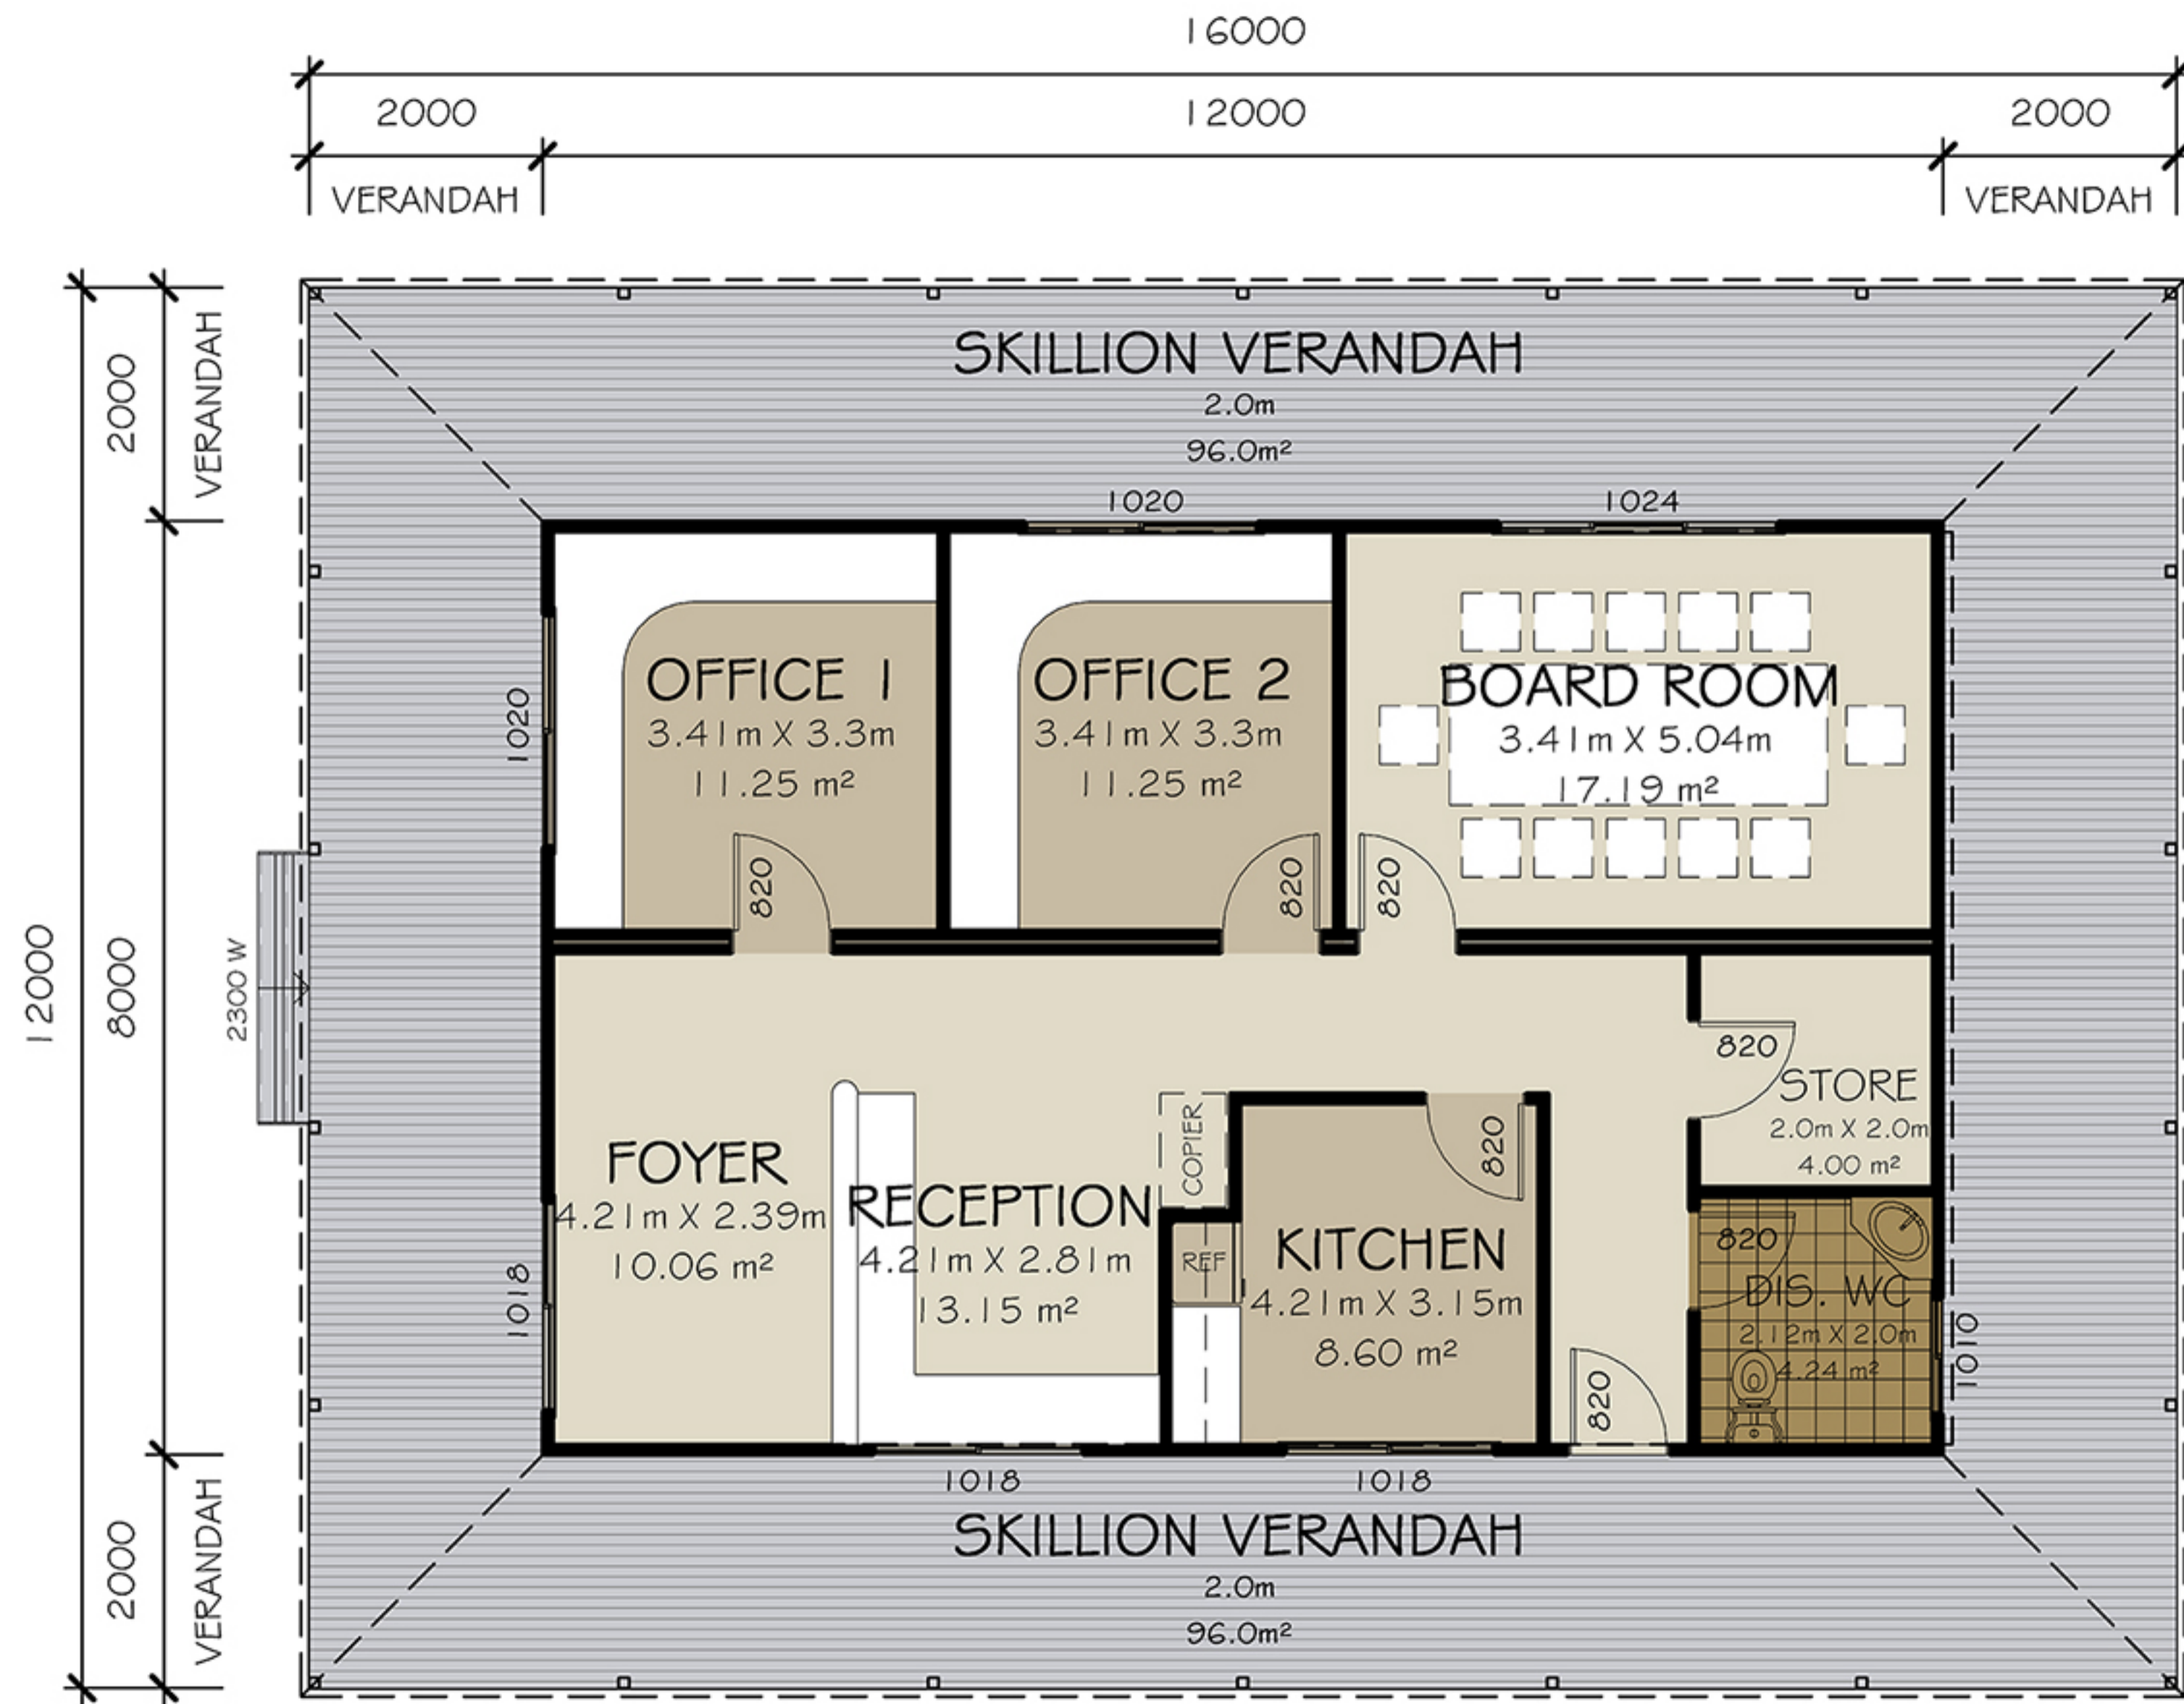 16000
2000
12000
2000
VERANDAH
VERANDAH
VERANDAH
2000
SKILLION VERANDAH
2.0m
96.0m²
1020
1024
OFFICE 1
3.41m X 3.3m
11.25 m²
OFFICE 2
3.41m X 3.3m
11.25 m²
BOARD ROOM
3.41m X 5.04m
17.19 m²
1020
820
820
820
12000
8000
2300 W
820
STORE
2.0m X 2.0m
4.00 m²
FOYER
4.21m X 2.39m
10.06 m²
RECEPTION
4.21m X 2.81m
13.15 m²
COPIER
REF
820
KITCHEN
4.21m X 3.15m
8.60 m²
820
DIS. WC
2.12m X 2.0m
4.24 m²
1018
1010
820
1018
1018
SKILLION VERANDAH
2.0m
96.0m²
2000
VERANDAH